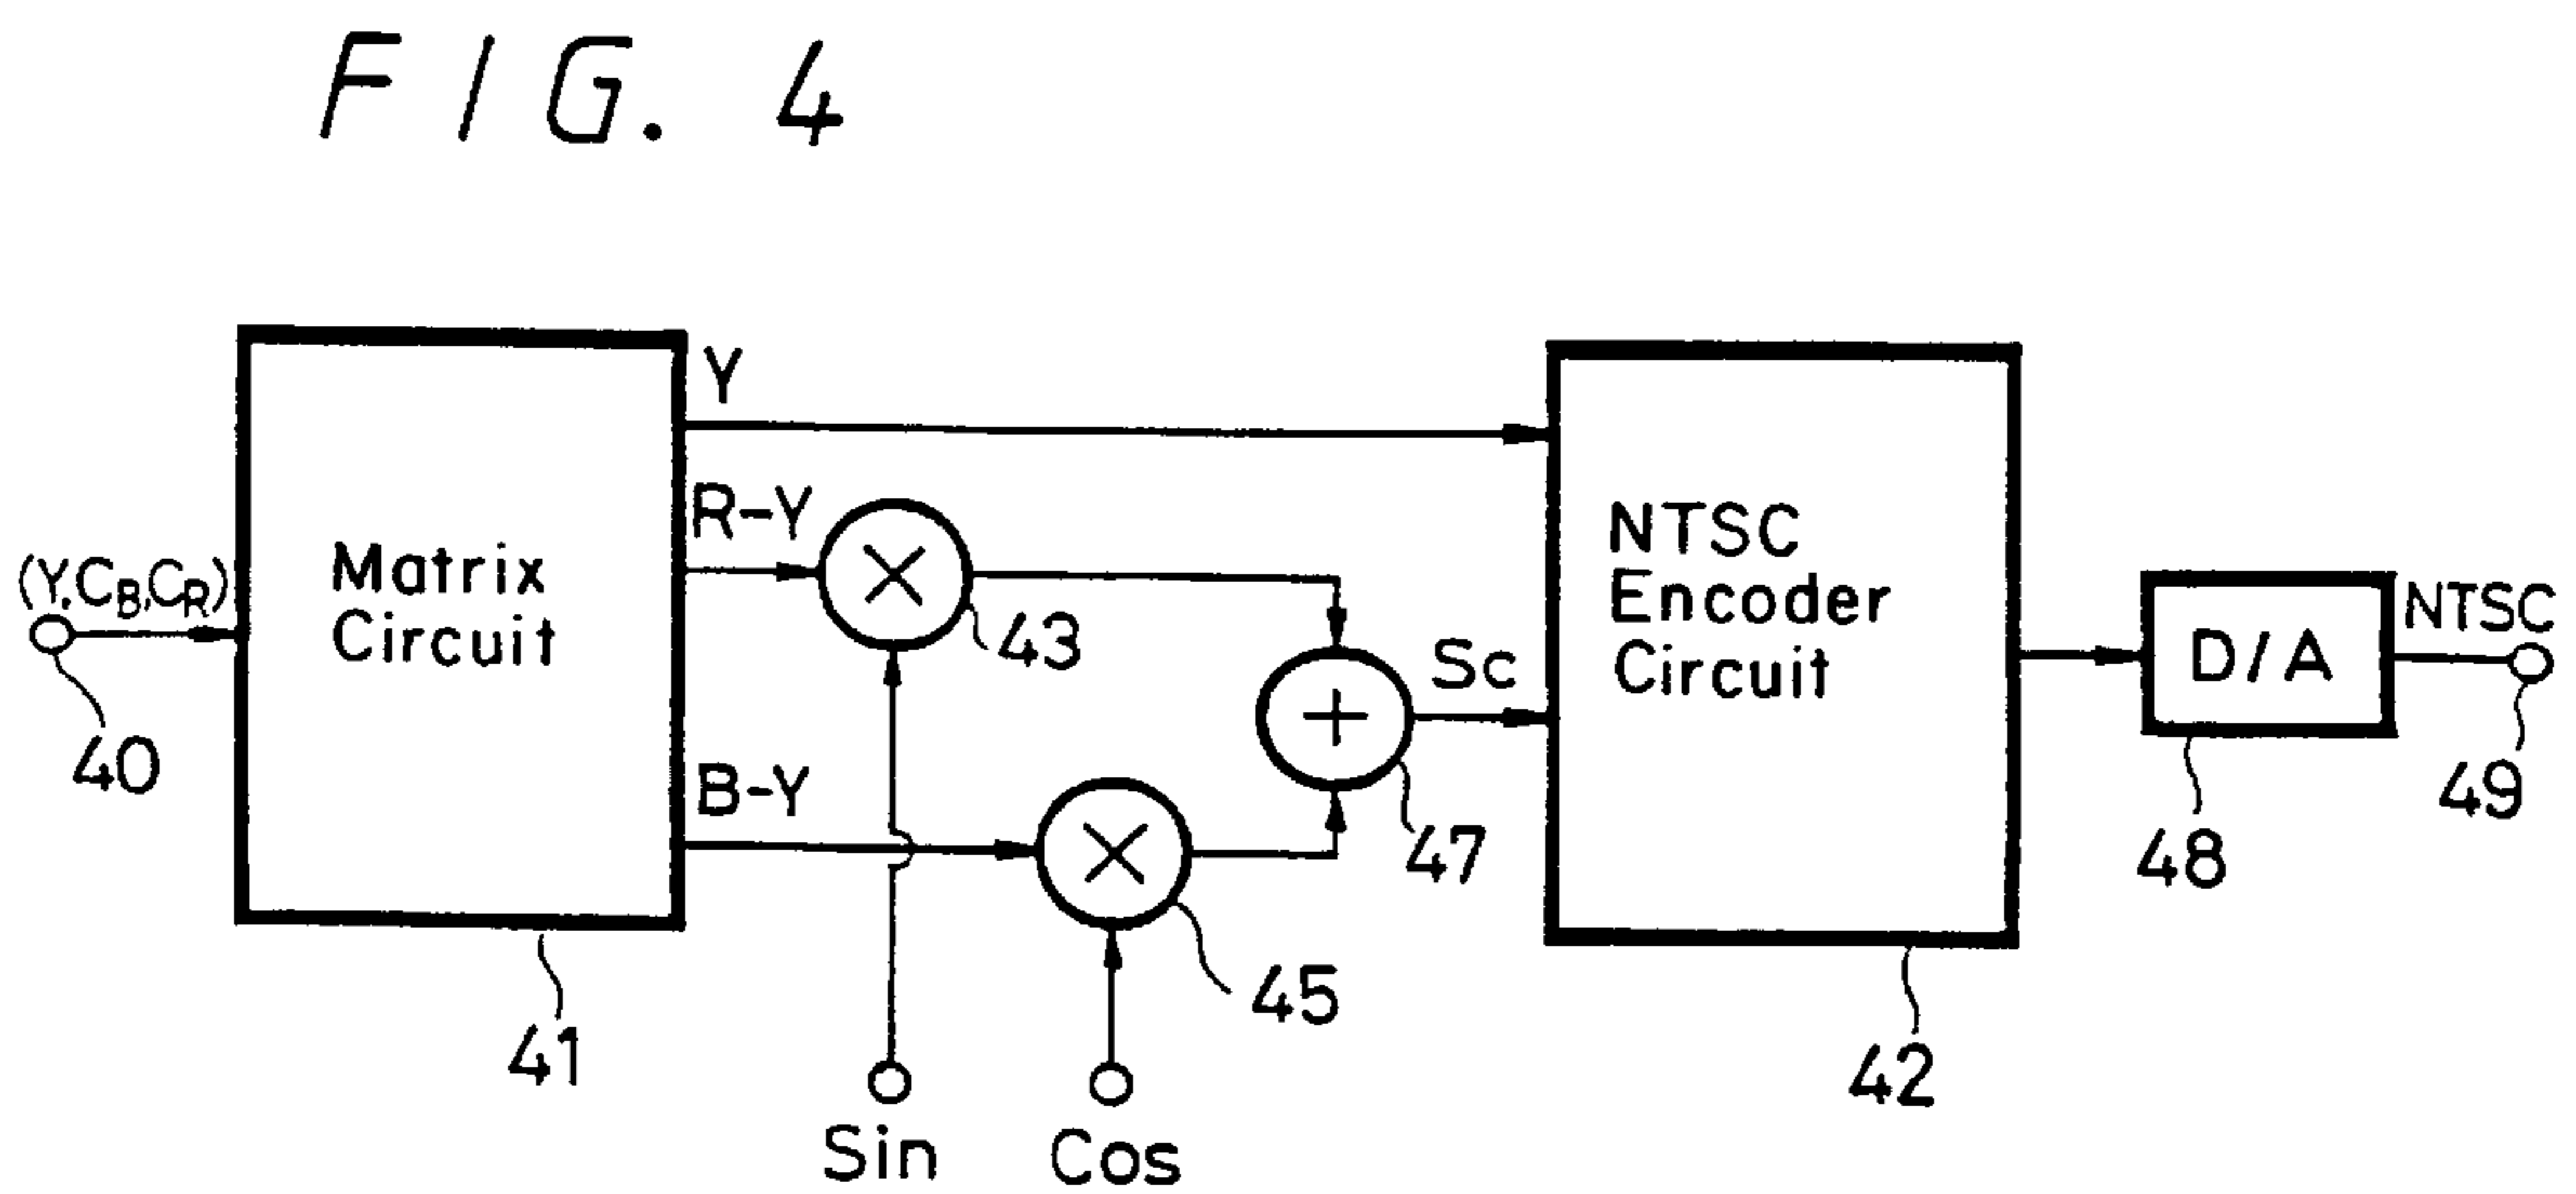 FIG. 4
Y
R-Y
(Y,CB,CR)
Matrix
Circuit
NTSC
Encoder
Circuit
43
Sc
D/A
NTSC
40
B-Y
47
48
49
45
41
42
Sin
Cos